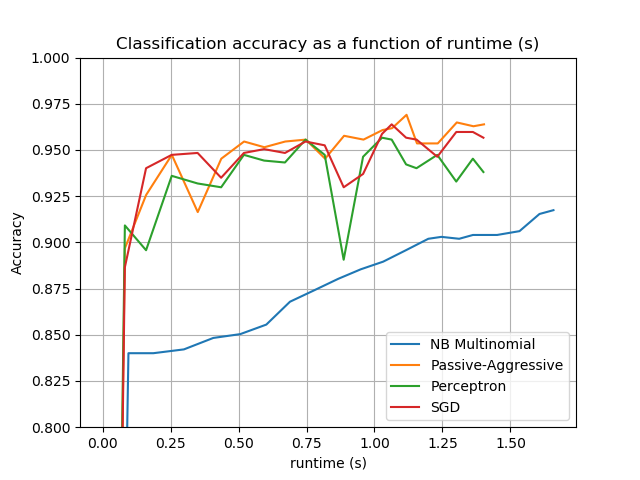 Classification accuracy as a function of runtime (s)
1.000
0.975
0.950
0.925
0.900
0.875
0.850
0.825
0.800
Accuracy
NB Multinomial
Passive-Aggressive
Perceptron
SGD
0.00 0.25 0.50 0.75 1.00 1.25 1.50
runtime (s)